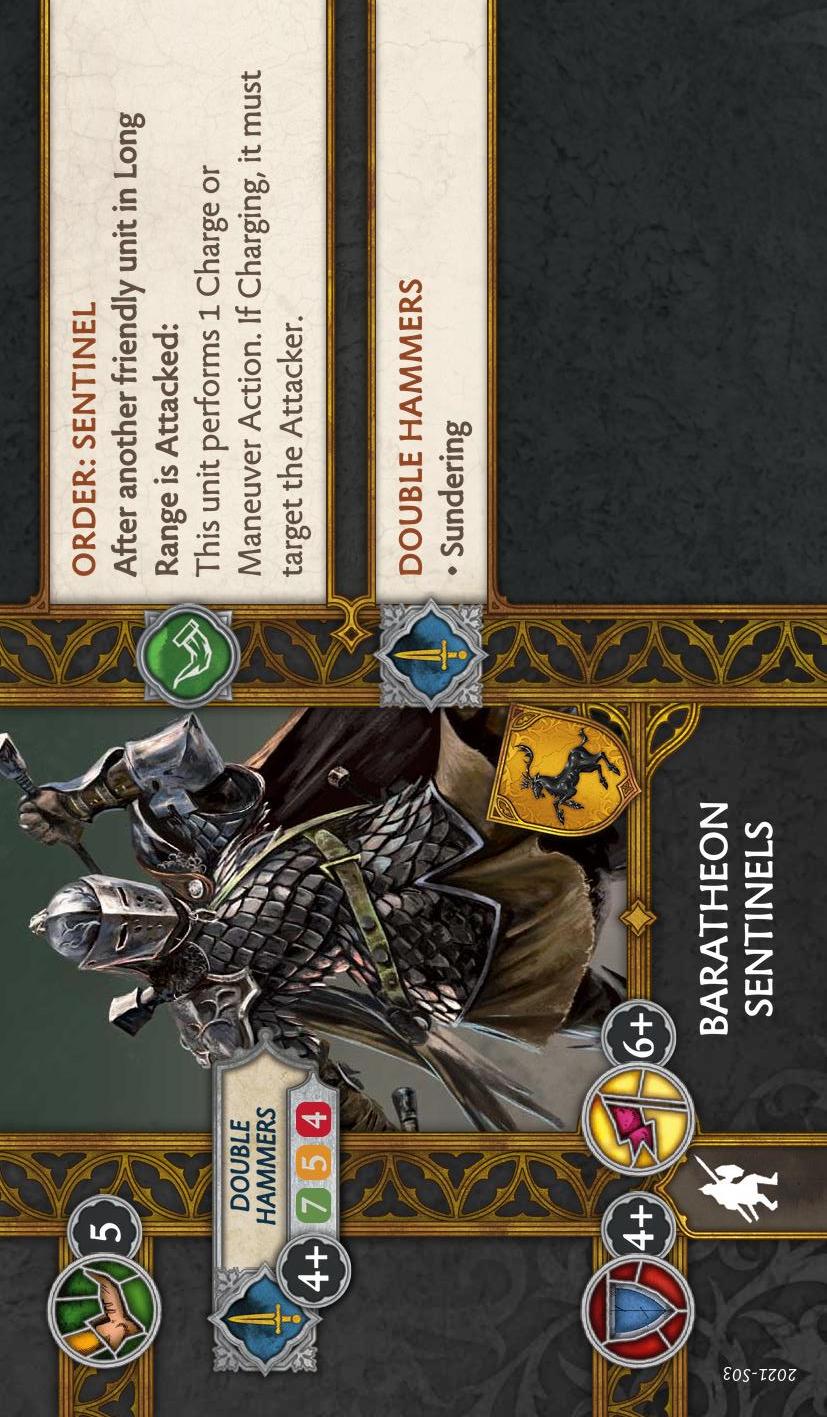 5
DOUBLE
HAMMERS
4+
7 5 4
4+
6+
BARATHEON
SENTINELS
2021-S03
ORDER: SENTINEL
After another friendly unit in Long
Range is Attacked:
This unit performs 1 Charge or
Maneuver Action. If Charging, it must
target the Attacker.
DOUBLE HAMMERS
• Sundering